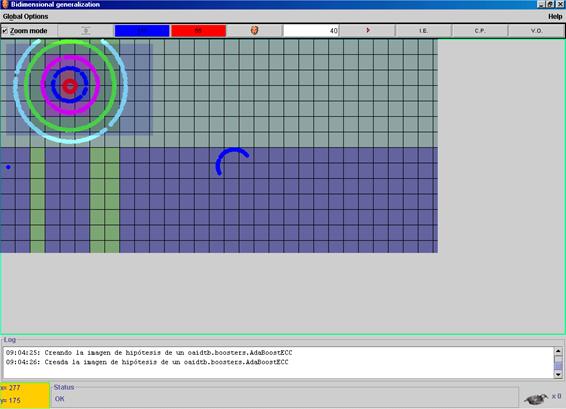 Bidimensional generalization
Global Options
Help
Zoom mode
40
I.E.
C.P.
V.O.
Log
09:04:25: Creando la imagen de hipótesis de un oaidtb.boosters.AdaBoostECC
09:04:26: Creada la imagen de hipótesis de un oaidtb.boosters.AdaBoostECC
x= 277
y= 175
Status
OK
x 0